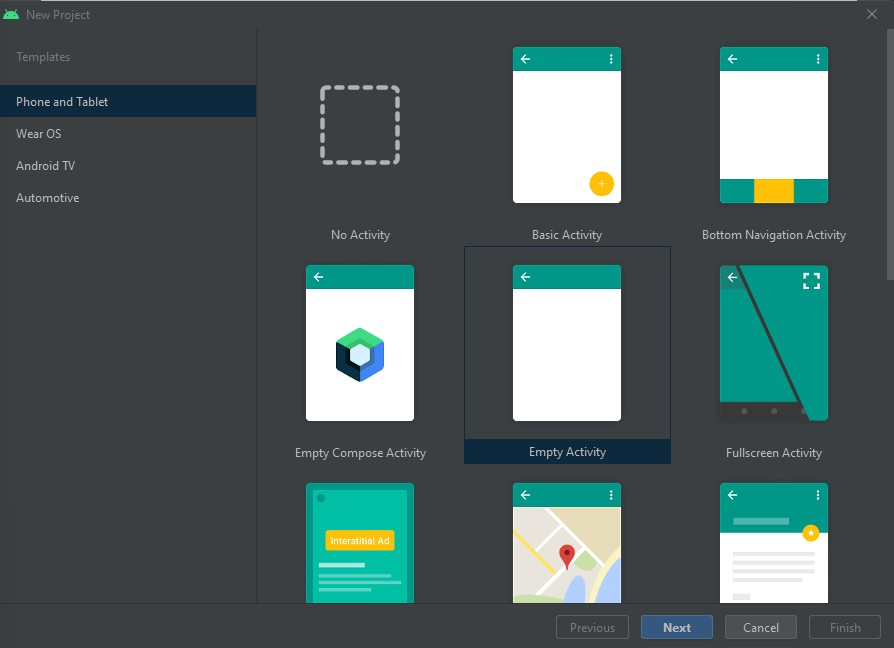 New Project
Templates
Phone and Tablet
Wear OS
Android TV
Automotive
No Activity
Basic Activity
Bottom Navigation Activity
Empty Compose Activity
Empty Activity
Fullscreen Activity
Interstitial Ad
Previous
Next
Cancel
Finish